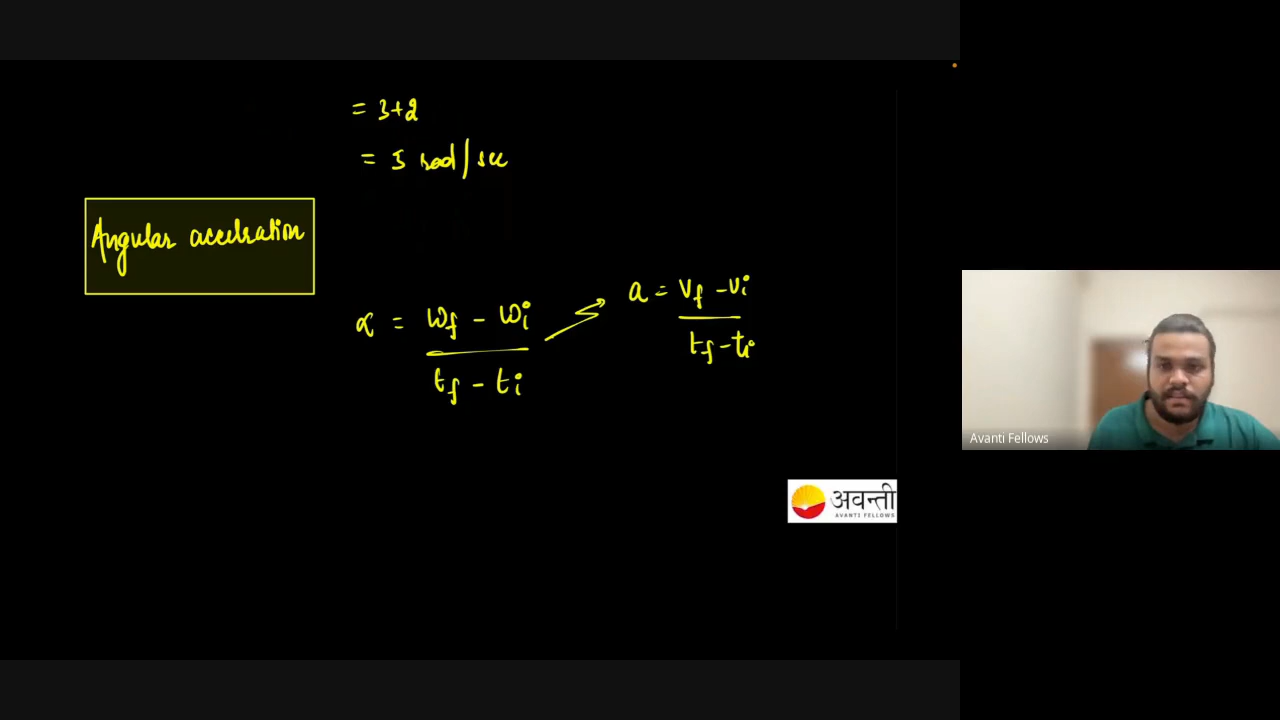 = 3+2
= 5 rad/sec
Angular accelration
α = ωf - ωi / tf - ti
a = vf - vi / tf - ti
Avanti Fellows
अवन्ती
AVANTI FELLOWS